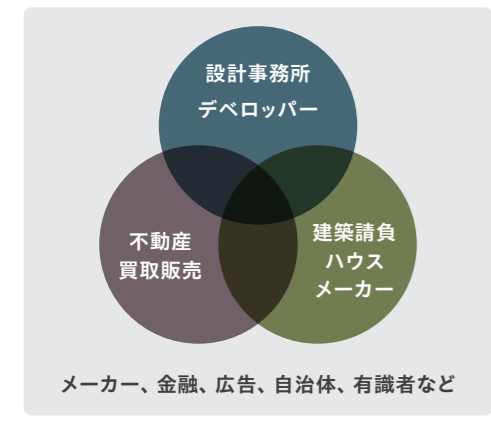 設計事務所
デベロッパー
不動産
買取販売
建築請負
ハウス
メーカー
メーカー、金融、広告、自治体、有識者など